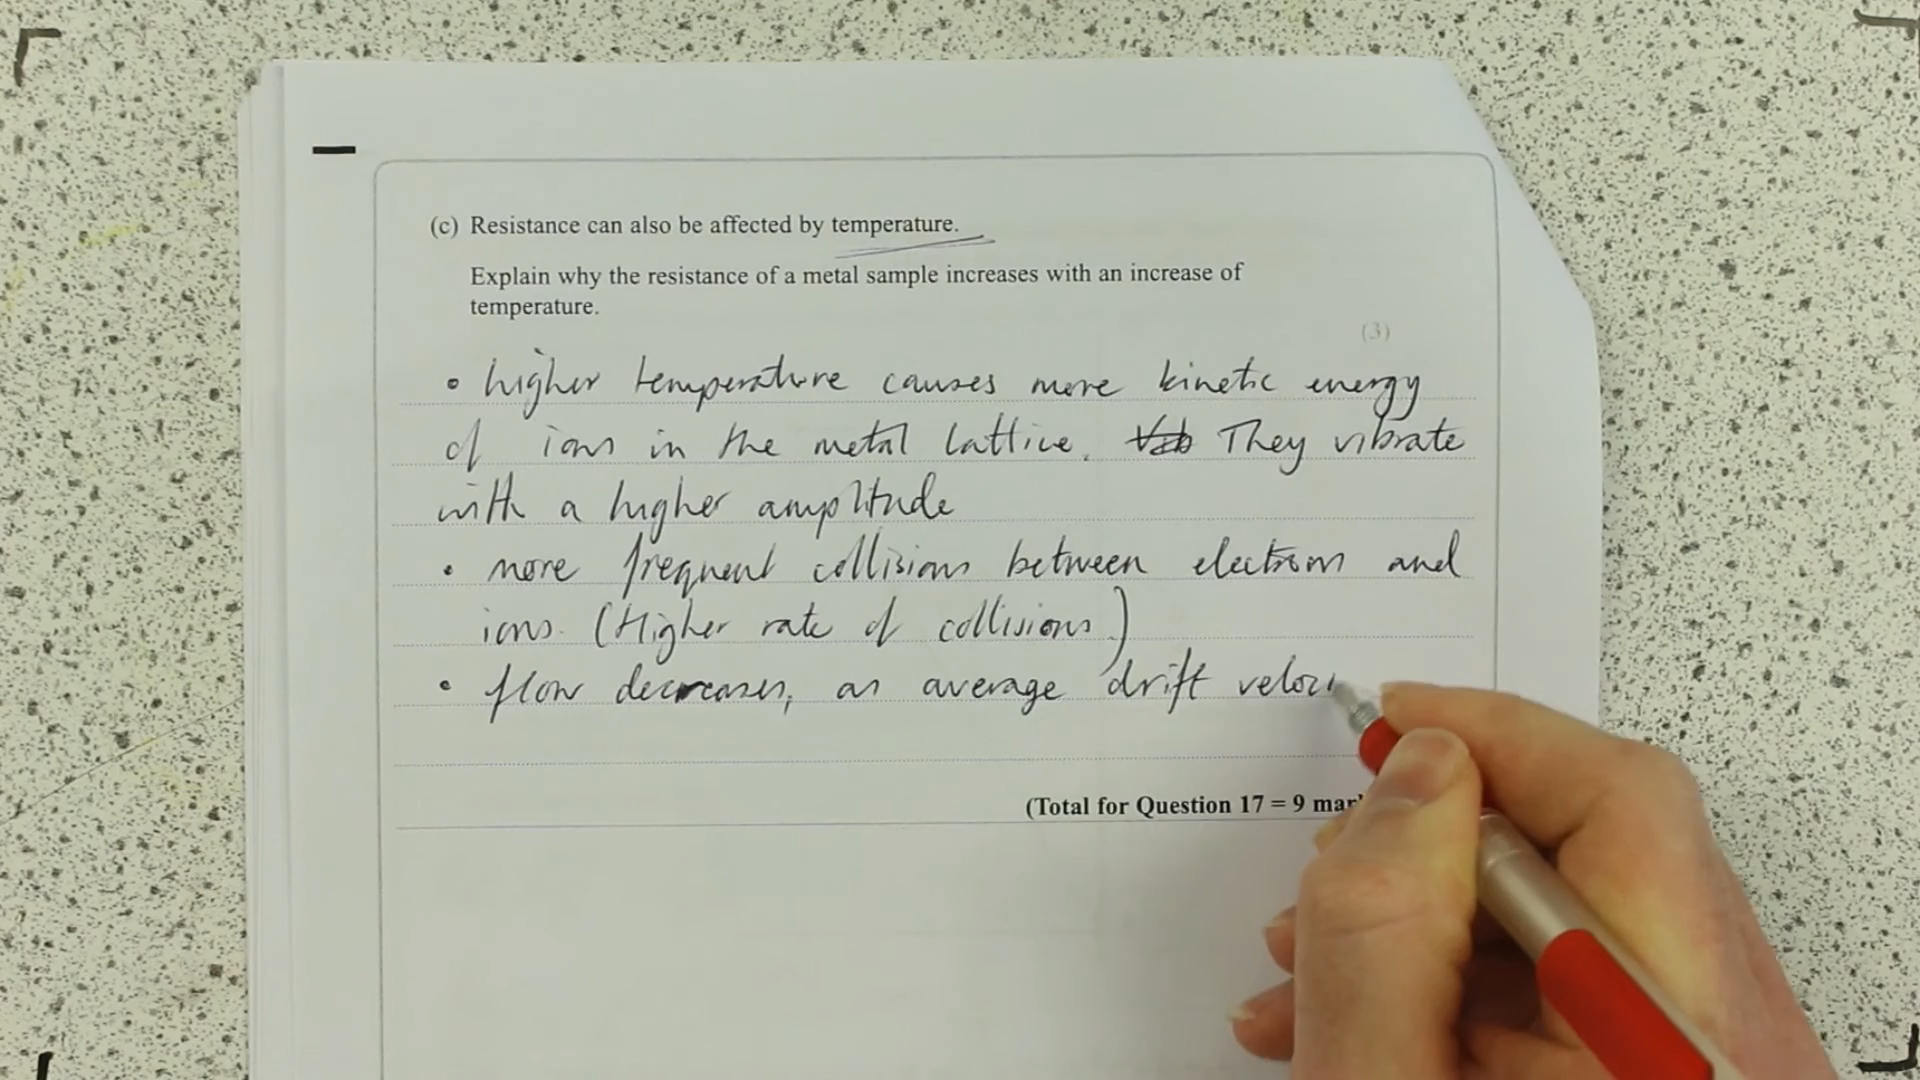 (c) Resistance can also be affected by temperature.
Explain why the resistance of a metal sample increases with an increase of
temperature.
(3)
• higher temperature causes more kinetic energy
of ions in the metal lattice. They vibrate
with a higher amplitude
• more frequent collisions between electrons and
ions. (Higher rate of collisions)
• flow decreases, as average drift veloci
(Total for Question 17 = 9 mar